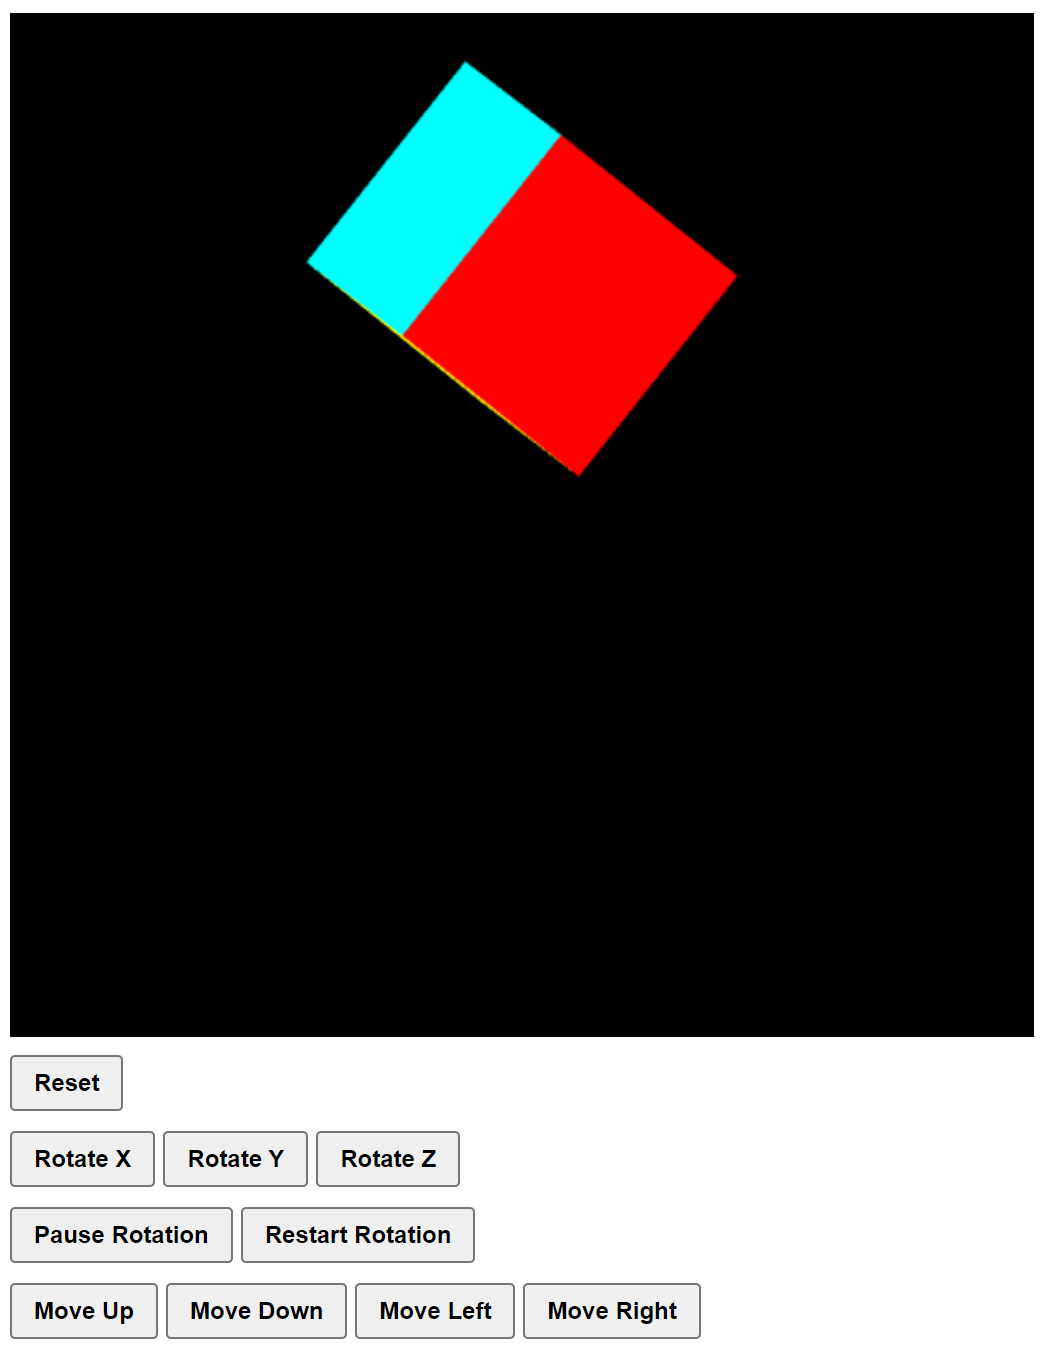 Reset
Rotate X Rotate Y Rotate Z
Pause Rotation Restart Rotation
Move Up Move Down Move Left Move Right